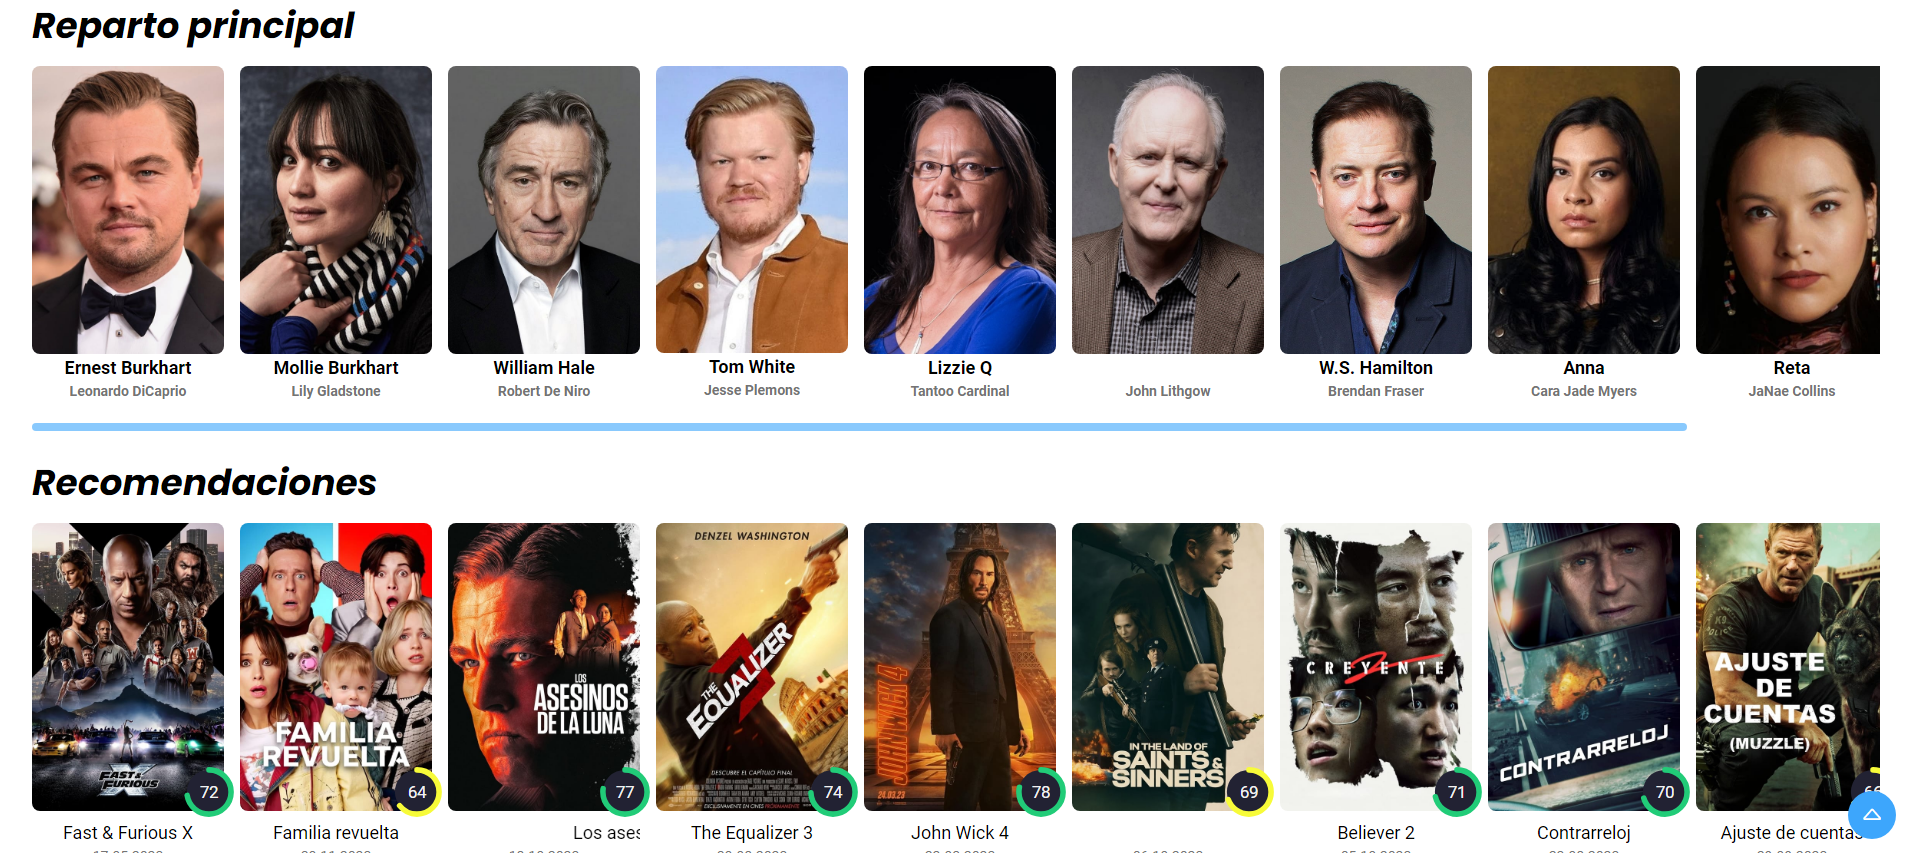 Reparto principal
Ernest Burkhart
Leonardo DiCaprio
Mollie Burkhart
Lily Gladstone
William Hale
Robert De Niro
Tom White
Jesse Plemons
Lizzie Q
Tantoo Cardinal
John Lithgow
W.S. Hamilton
Brendan Fraser
Anna
Cara Jade Myers
Reta
JaNae Collins
Recomendaciones
FAST &
FURIOUS
X
72
Fast & Furious X
FAMILIA
REVUELTA
64
Familia revuelta
LOS
ASESINOS
DE LA LUNA
77
Los ases
DENZEL WASHINGTON
THE
EQUALIZER
3
DESCUBRE EL CAPÍTULO FINAL
74
The Equalizer 3
JOHN WICK 4
24.03.23
78
John Wick 4
IN THE LAND OF
SAINTS &
SINNERS
69
CREYENTE
2
71
Believer 2
CONTRARRELOJ
70
Contrarreloj
AJUSTE
DE
CUENTAS
(MUZZLE)
Ajuste de cuentas